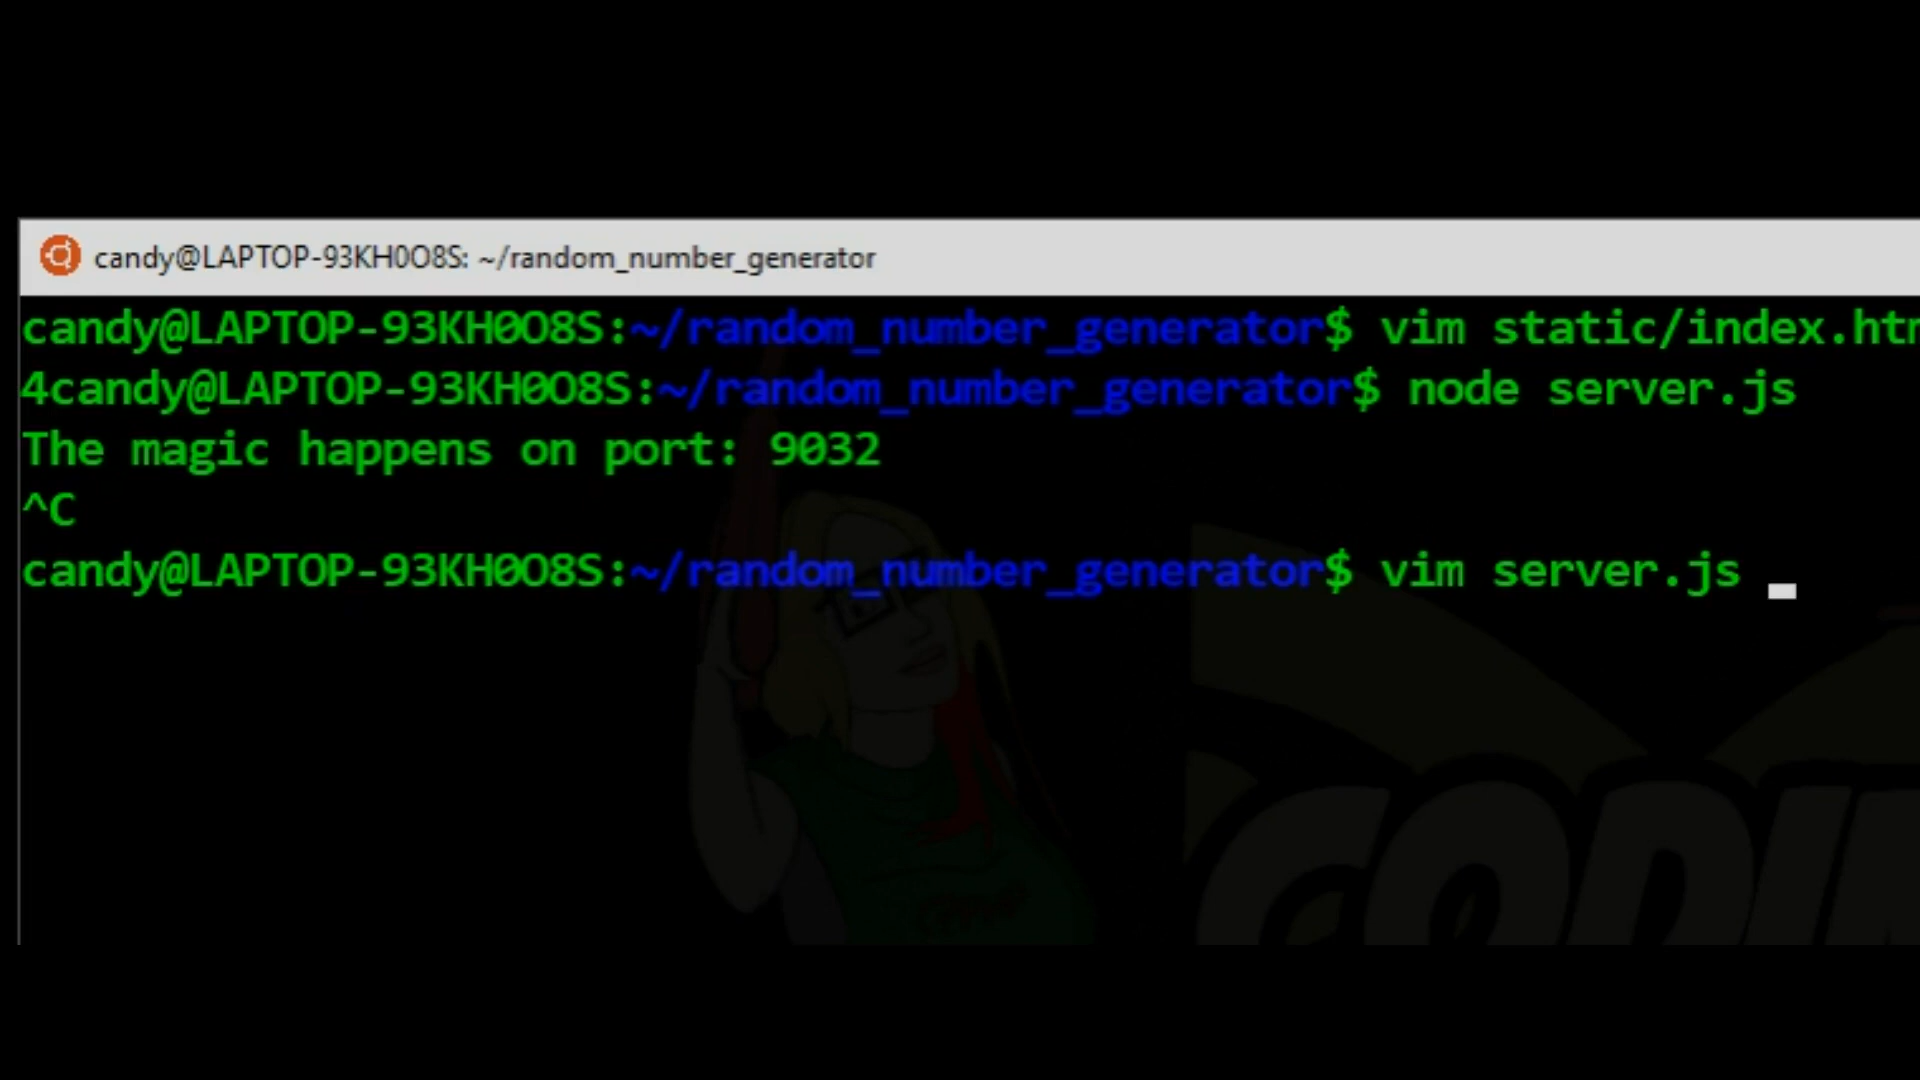 candy@LAPTOP-93KH0O8S: ~/random_number_generator
candy@LAPTOP-93KH0O8S:~/random_number_generator$ vim static/index.htm
4candy@LAPTOP-93KH0O8S:~/random_number_generator$ node server.js
The magic happens on port: 9032
^C
candy@LAPTOP-93KH0O8S:~/random_number_generator$ vim server.js